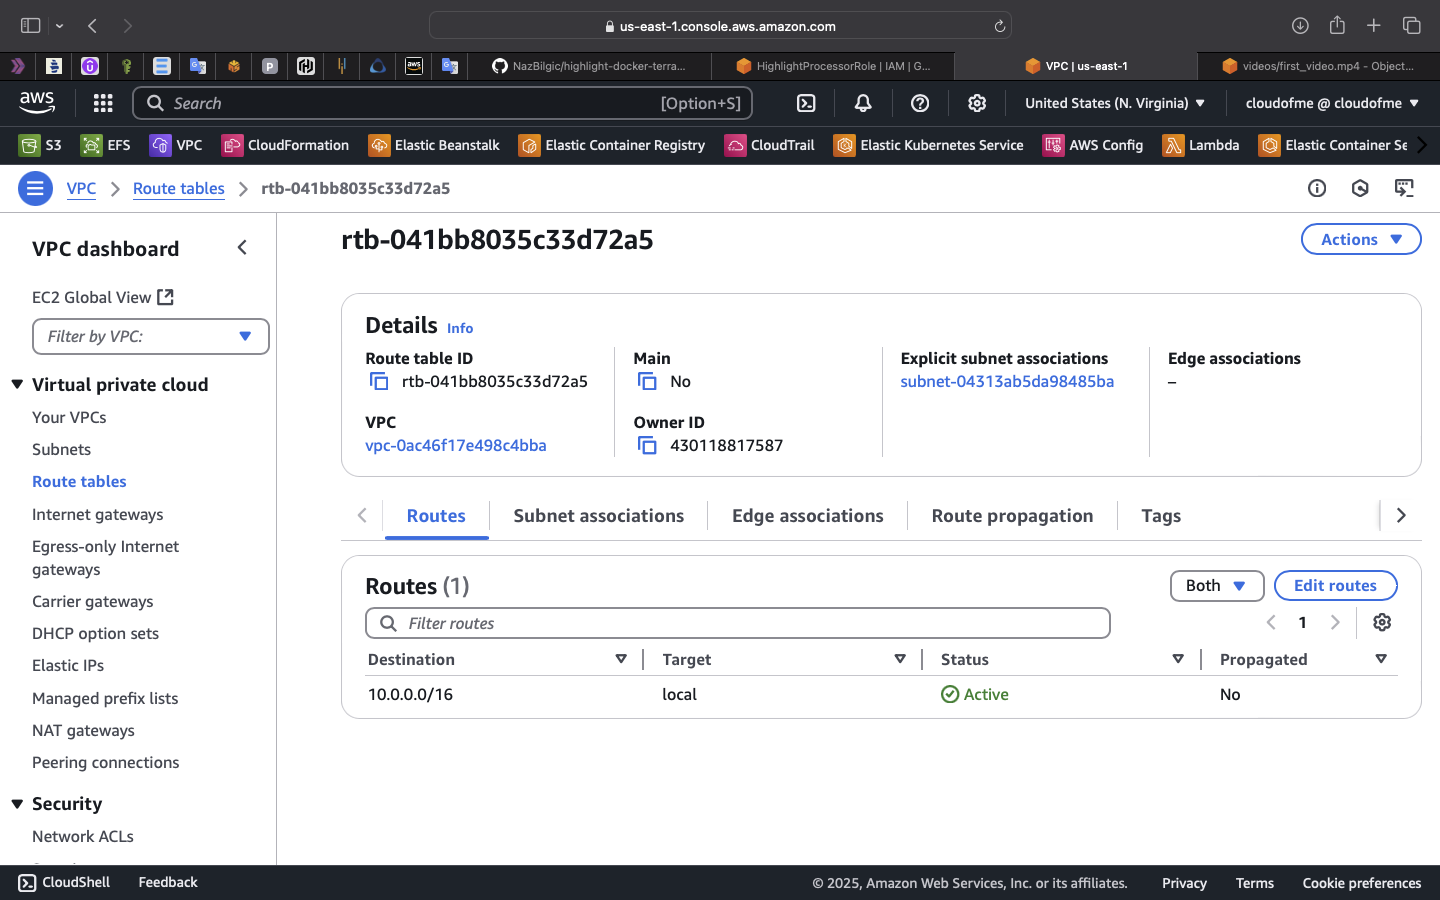 us-east-1.console.aws.amazon.com
NazBilgic/highlight-docker-terra...
HighlightProcessorRole | IAM | G...
VPC | us-east-1
videos/first_video.mp4 - Object...
aws
Search
[Option+S]
United States (N. Virginia)
cloudofme @ cloudofme
S3
EFS
VPC
CloudFormation
Elastic Beanstalk
Elastic Container Registry
CloudTrail
Elastic Kubernetes Service
AWS Config
Lambda
Elastic Container Se
VPC
Route tables
rtb-041bb8035c33d72a5
VPC dashboard
EC2 Global View
Filter by VPC:
Virtual private cloud
Your VPCs
Subnets
Route tables
Internet gateways
Egress-only Internet
gateways
Carrier gateways
DHCP option sets
Elastic IPs
Managed prefix lists
NAT gateways
Peering connections
Security
Network ACLs
rtb-041bb8035c33d72a5
Actions
Details
Info
Route table ID
rtb-041bb8035c33d72a5
Main
No
Explicit subnet associations
subnet-04313ab5da98485ba
Edge associations
–
VPC
vpc-0ac46f17e498c4bba
Owner ID
430118817587
Routes
Subnet associations
Edge associations
Route propagation
Tags
Routes (1)
Both
Edit routes
Filter routes
1
Destination
Target
Status
Propagated
10.0.0.0/16
local
Active
No
CloudShell
Feedback
© 2025, Amazon Web Services, Inc. or its affiliates.
Privacy
Terms
Cookie preferences